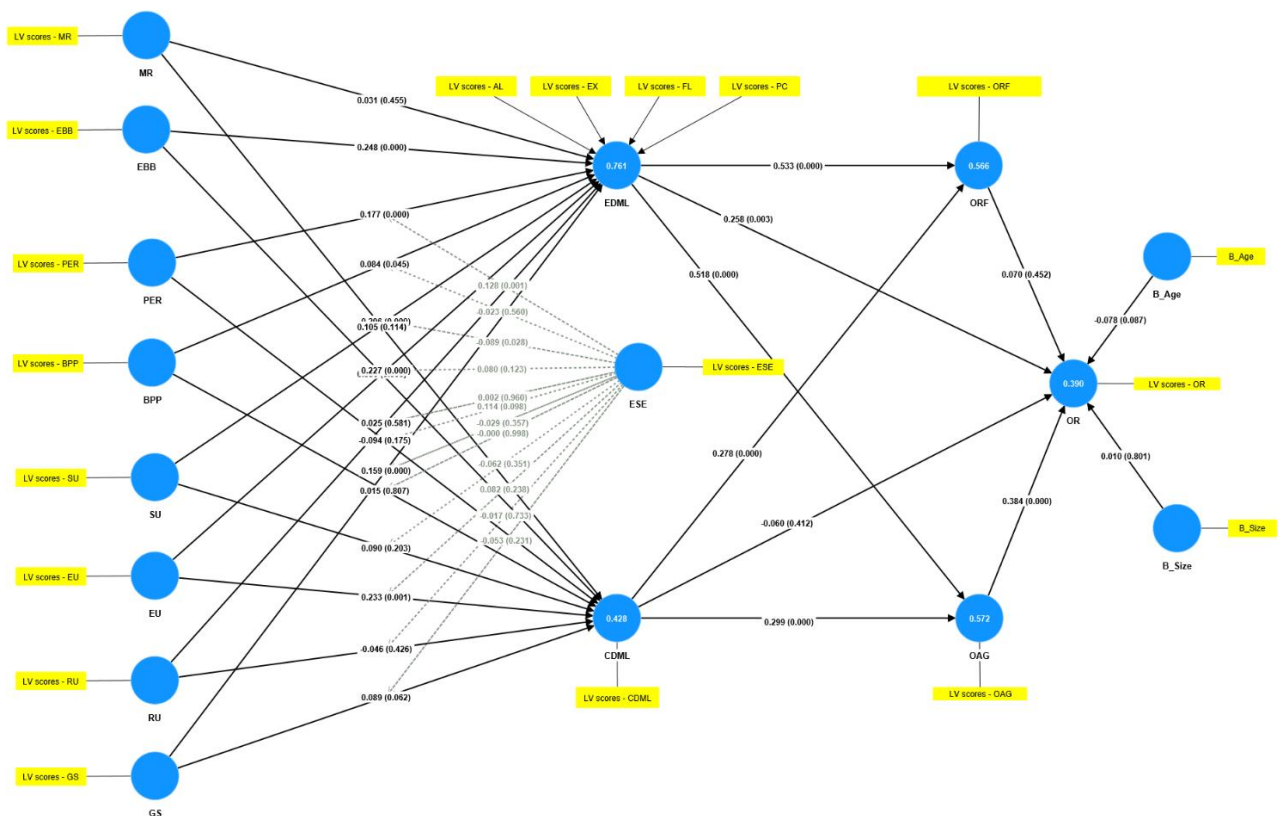 LV scores - MR
MR
LV scores - EBB
EBB
LV scores - PER
PER
LV scores - BPP
BPP
LV scores - SU
SU
LV scores - EU
EU
LV scores - RU
RU
LV scores - GS
GS
0.031 (0.455)
0.248 (0.000)
0.177 (0.000)
0.084 (0.045)
(0.000)
0.105 (0.114)
0.227 (0.000)
0.025 (0.581)
-0.094 (0.175)
0.159 (0.000)
0.015 (0.807)
0.090 (0.203)
0.233 (0.001)
-0.046 (0.426)
0.089 (0.062)
0.128 (0.001)
-0.023 (0.560)
-0.089 (0.028)
0.080 (0.123)
0.002 (0.960)
0.114 (0.098)
-0.029 (0.357)
-0.000 (0.998)
-0.062 (0.351)
0.082 (0.238)
-0.017 (0.733)
-0.053 (0.231)
LV scores - AL
LV scores - EX
LV scores - FL
LV scores - PC
0.761
EDML
ESE
LV scores - ESE
0.428
CDML
LV scores - CDML
0.533 (0.000)
0.258 (0.003)
0.518 (0.000)
0.278 (0.000)
-0.060 (0.412)
0.299 (0.000)
LV scores - ORF
0.566
ORF
0.070 (0.452)
0.384 (0.000)
0.572
OAG
LV scores - OAG
B_Age
B_Age
-0.078 (0.087)
0.390
OR
LV scores - OR
0.010 (0.801)
B_Size
B_Size